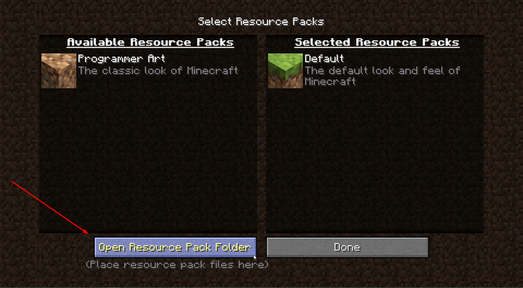 Select Resource Packs
Available Resource Packs
Programmer Art
The classic look of Minecraft
Selected Resource Packs
Default
The default look and feel of
Minecraft
Open Resource Pack Folder
Done
(Place resource pack files here)